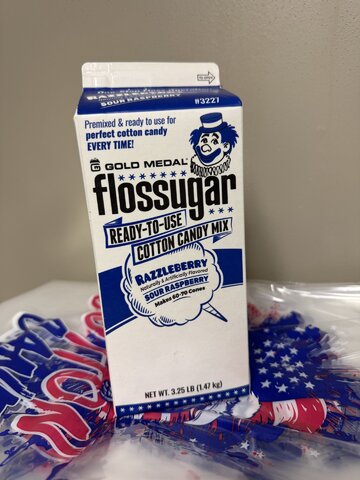 RAZZLEBERRY
SOUR RASPBERRY
#3227
Premixed & ready to use for
perfect cotton candy
EVERY TIME!
GOLD MEDAL
flossugar
READY-TO-USE
COTTON CANDY MIX
RAZZLEBERRY
Naturally & Artificially Flavored
SOUR RASPBERRY
Makes 60-70 Cones
NET WT. 3.25 LB (1.47 kg)